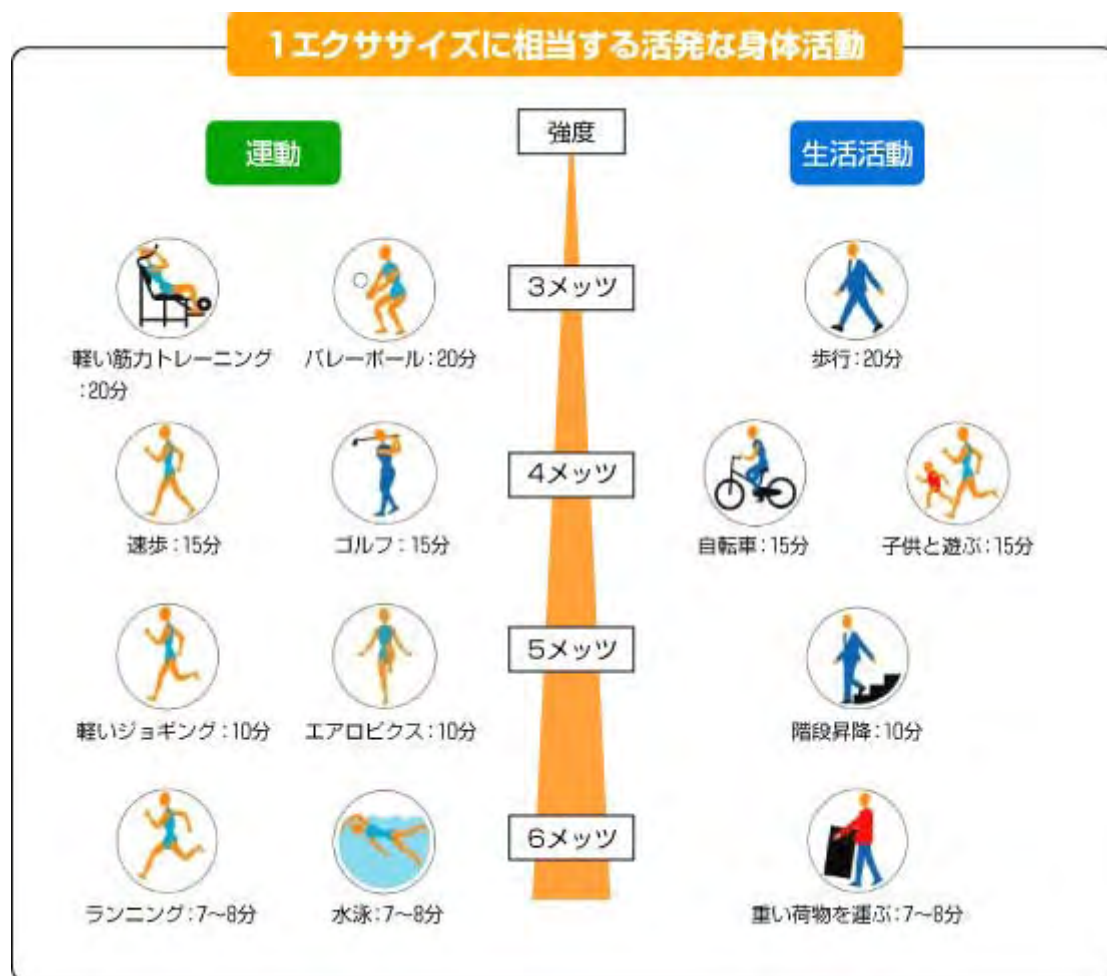 1エクササイズに相当する活発な身体活動
運動
強度
生活活動
3メッツ
軽い筋力トレーニング
:20分
バレーボール:20分
歩行:20分
4メッツ
速歩:15分
ゴルフ:15分
自転車:15分
子供と遊ぶ:15分
5メッツ
軽いジョギング:10分
エアロビクス:10分
階段昇降:10分
6メッツ
ランニング:7〜8分
水泳:7〜8分
重い荷物を運ぶ:7〜8分